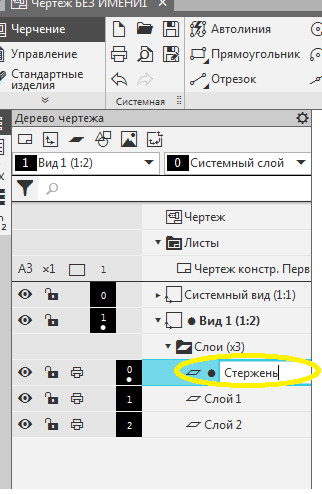 Чертеж БЕЗ ИМЕНИ1
Черчение
Управление
Стандартные
изделия
Системная
Автолиния
Прямоугольник
Отрезок
Дерево чертежа
1 Вид 1 (1:2)
0 Системный слой
Чертеж
Листы
А3 ×1 1 Чертеж констр. Перв
0 Системный вид (1:1)
1 Вид 1 (1:2)
Слои (x3)
0 Стержень
1 Слой 1
2 Слой 2